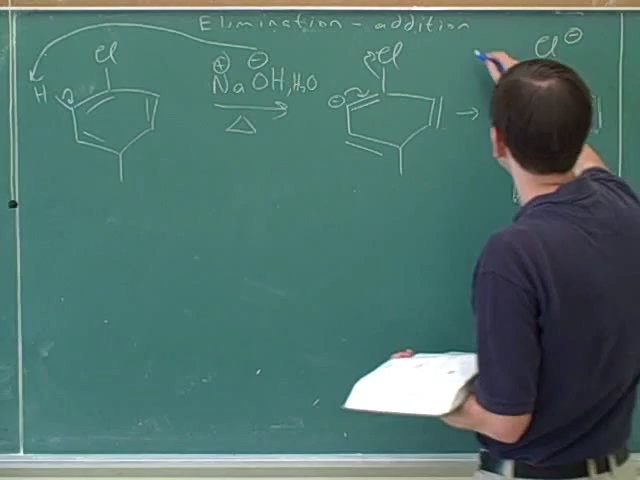 Elimination - addition
Cl
H
⊕ ⊖
NaOH, H₂O
Δ
:Cl
⊖
Cl ⊖